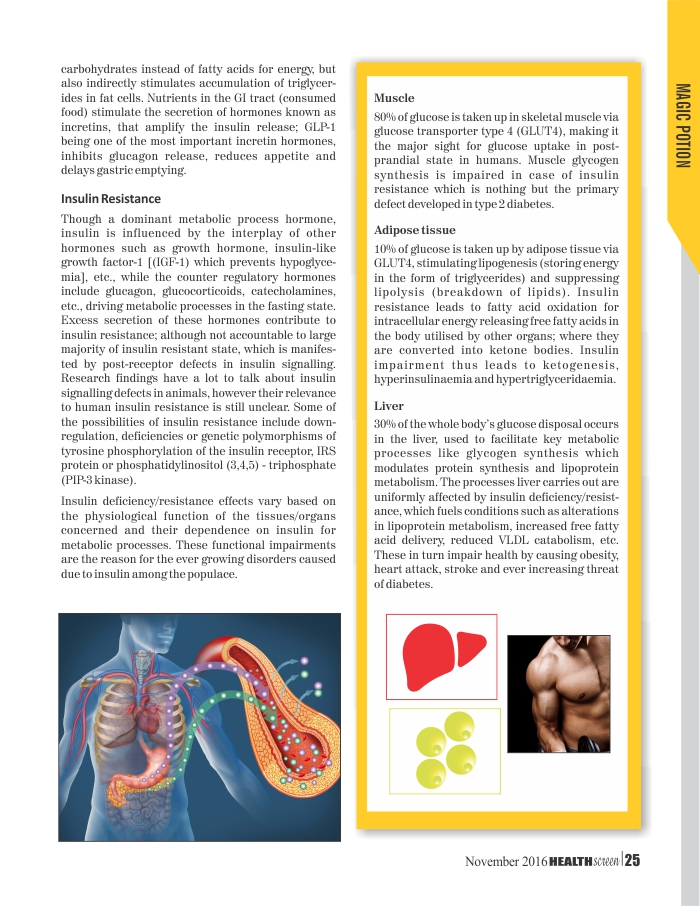 carbohydrates instead of fatty acids for energy, but
also indirectly stimulates accumulation of triglycer-
ides in fat cells. Nutrients in the GI tract (consumed
food) stimulate the secretion of hormones known as
incretins, that amplify the insulin release; GLP-1
being one of the most important incretin hormones,
inhibits glucagon release, reduces appetite and
delays gastric emptying.
Insulin Resistance
Though a dominant metabolic process hormone,
insulin is influenced by the interplay of other
hormones such as growth hormone, insulin-like
growth factor-1 [(IGF-1) which prevents hypoglyce-
mia], etc., while the counter regulatory hormones
include glucagon, glucocorticoids, catecholamines,
etc., driving metabolic processes in the fasting state.
Excess secretion of these hormones contribute to
insulin resistance; although not accountable to large
majority of insulin resistant state, which is manifes-
ted by post-receptor defects in insulin signalling.
Research findings have a lot to talk about insulin
signalling defects in animals, however their relevance
to human insulin resistance is still unclear. Some of
the possibilities of insulin resistance include down-
regulation, deficiencies or genetic polymorphisms of
tyrosine phosphorylation of the insulin receptor, IRS
protein or phosphatidylinositol (3,4,5) - triphosphate
(PIP-3 kinase).
Insulin deficiency/resistance effects vary based on
the physiological function of the tissues/organs
concerned and their dependence on insulin for
metabolic processes. These functional impairments
are the reason for the ever growing disorders caused
due to insulin among the populace.
Muscle
80% of glucose is taken up in skeletal muscle via
glucose transporter type 4 (GLUT4), making it
the major sight for glucose uptake in post-
prandial state in humans. Muscle glycogen
synthesis is impaired in case of insulin
resistance which is nothing but the primary
defect developed in type 2 diabetes.
Adipose tissue
10% of glucose is taken up by adipose tissue via
GLUT4, stimulating lipogenesis (storing energy
in the form of triglycerides) and suppressing
lipolysis (breakdown of lipids). Insulin
resistance leads to fatty acid oxidation for
intracellular energy releasing free fatty acids in
the body utilised by other organs; where they
are converted into ketone bodies. Insulin
impairment thus leads to ketogenesis,
hyperinsulinaemia and hypertriglyceridaemia.
Liver
30% of the whole body's glucose disposal occurs
in the liver, used to facilitate key metabolic
processes like glycogen synthesis which
modulates protein synthesis and lipoprotein
metabolism. The processes liver carries out are
uniformly affected by insulin deficiency/resist-
ance, which fuels conditions such as alterations
in lipoprotein metabolism, increased free fatty
acid delivery, reduced VLDL catabolism, etc.
These in turn impair health by causing obesity,
heart attack, stroke and ever increasing threat
of diabetes.
MAGIC POTION
November 2016 HEALTH screen 25